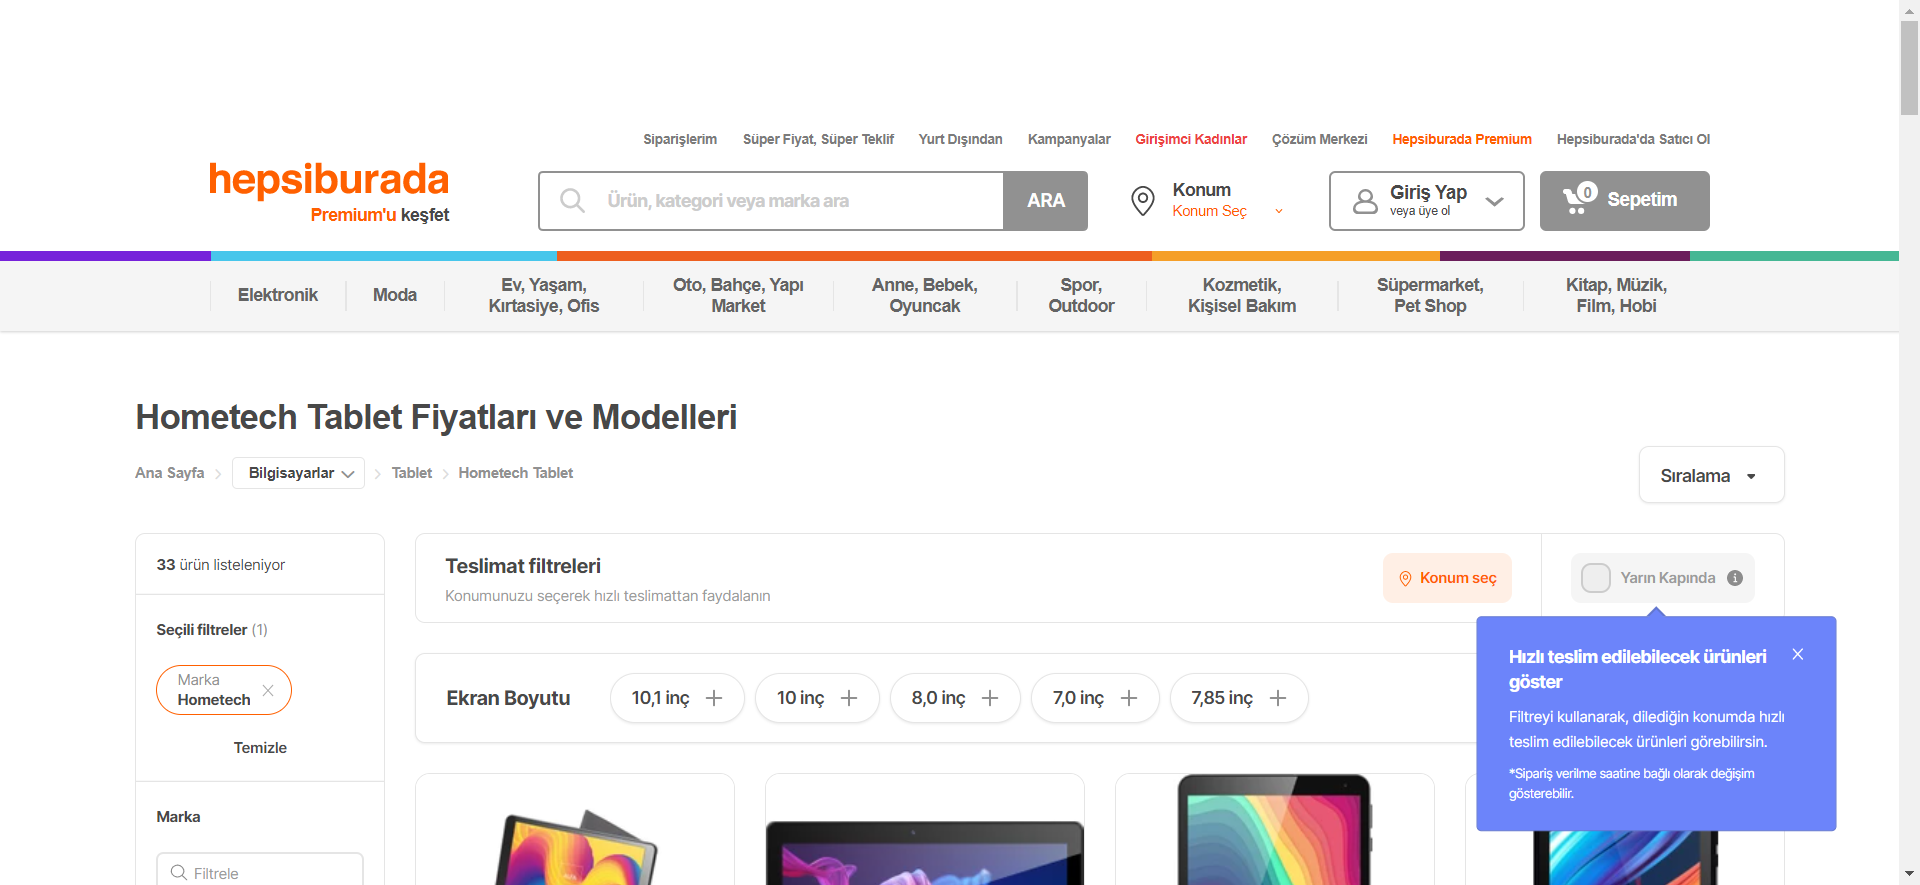 Siparişlerim
Süper Fiyat, Süper Teklif
Yurt Dışından
Kampanyalar
Girişimci Kadınlar
Çözüm Merkezi
Hepsiburada Premium
Hepsiburada'da Satıcı Ol
hepsiburada
Premium'u keşfet
Ürün, kategori veya marka ara
ARA
Konum
Konum Seç
Giriş Yap
veya üye ol
0
Sepetim
Elektronik
Moda
Ev, Yaşam,
Kırtasiye, Ofis
Oto, Bahçe, Yapı
Market
Anne, Bebek,
Oyuncak
Spor,
Outdoor
Kozmetik,
Kişisel Bakım
Süpermarket,
Pet Shop
Kitap, Müzik,
Film, Hobi
Hometech Tablet Fiyatları ve Modelleri
Ana Sayfa
Bilgisayarlar
Tablet
Hometech Tablet
Sıralama
33 ürün listeleniyor
Seçili filtreler (1)
Marka
Hometech
Temizle
Marka
Filtrele
Teslimat filtreleri
Konumunuzu seçerek hızlı teslimattan faydalanın
Konum seç
Yarın Kapında
Ekran Boyutu
10,1 inç
10 inç
8,0 inç
7,0 inç
7,85 inç
Hızlı teslim edilebilecek ürünleri
göster
Filtreyi kullanarak, dilediğin konumda hızlı
teslim edilebilecek ürünleri görebilirsin.
*Sipariş verilme saatine bağlı olarak değişim
gösterebilir.